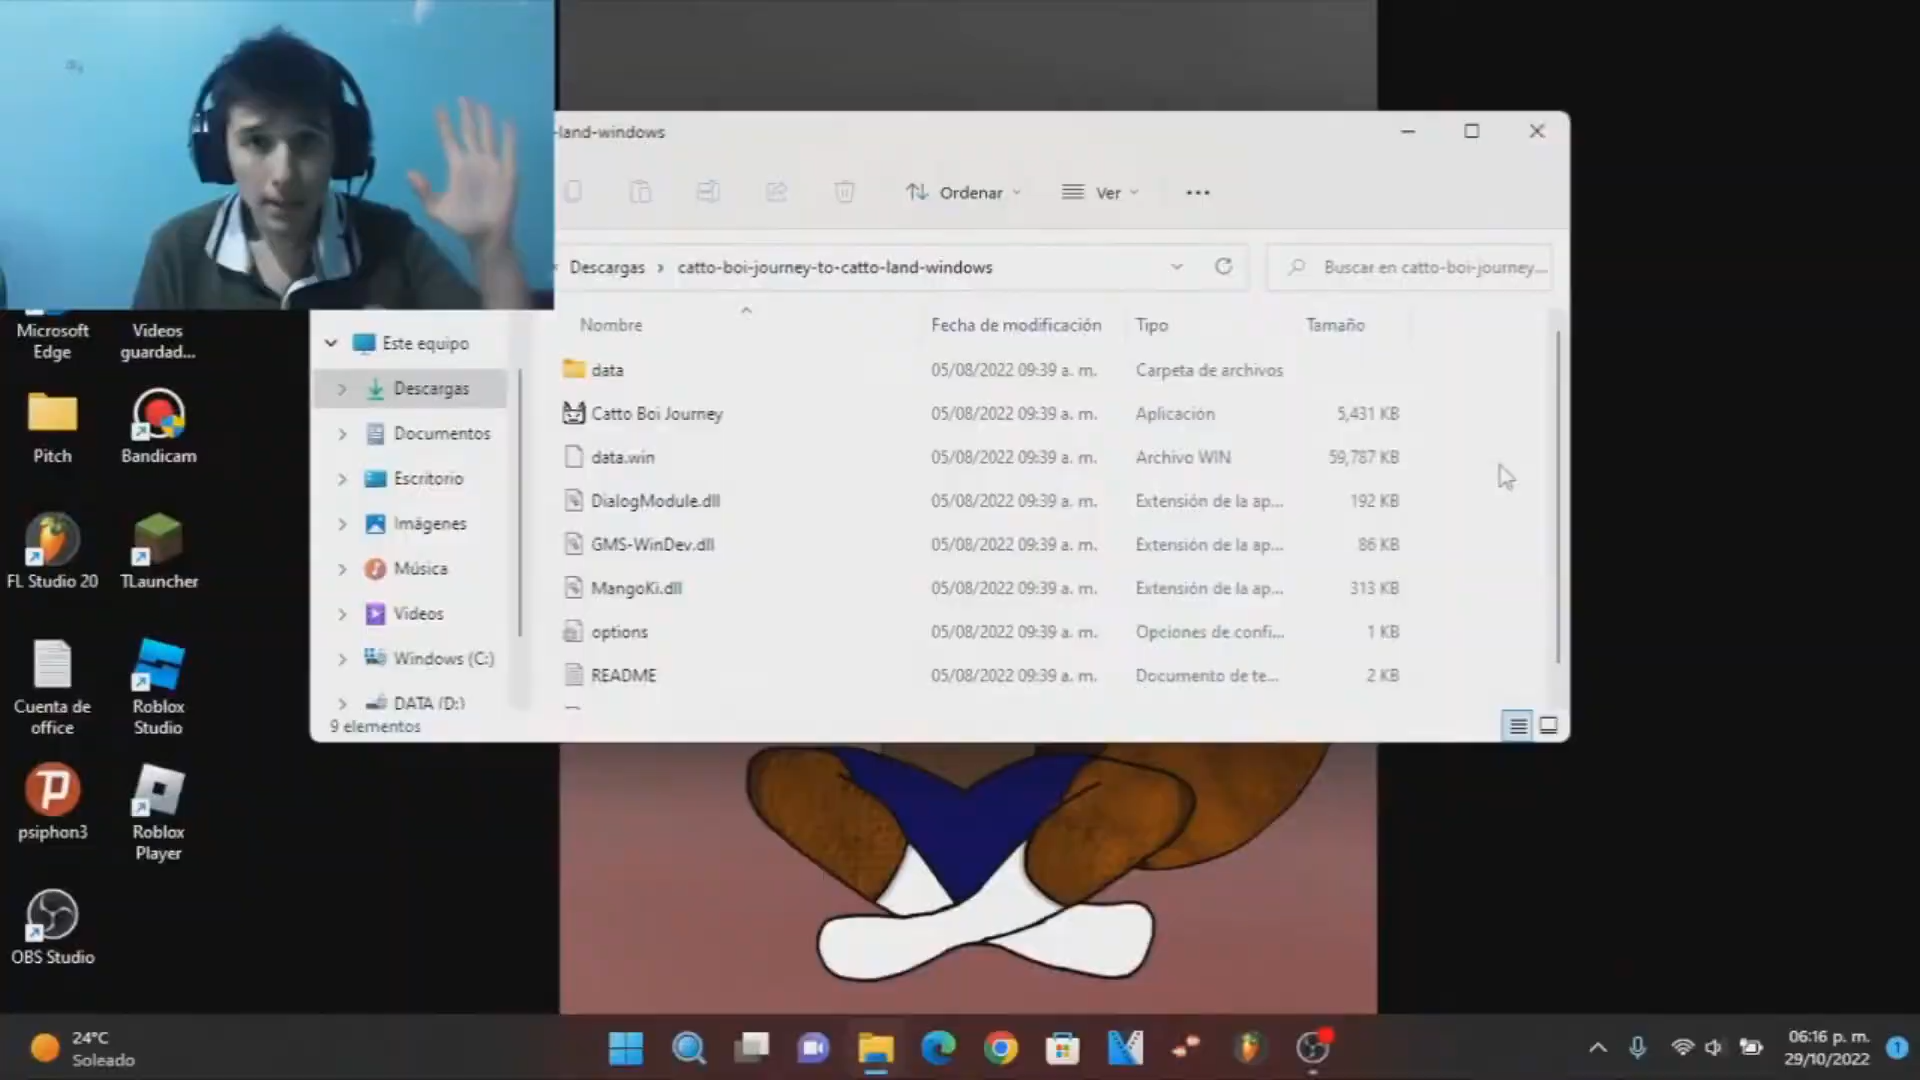 -land-windows
Ordenar
Ver
Descargas > catto-boi-journey-to-catto-land-windows
Buscar en catto-boi-journey...
Nombre
Fecha de modificación
Tipo
Tamaño
data
05/08/2022 09:39 a. m.
Carpeta de archivos
Catto Boi Journey
05/08/2022 09:39 a. m.
Aplicación
5,431 KB
data.win
05/08/2022 09:39 a. m.
Archivo WIN
59,787 KB
DialogModule.dll
05/08/2022 09:39 a. m.
Extensión de la ap...
192 KB
GMS-WinDev.dll
05/08/2022 09:39 a. m.
Extensión de la ap...
86 KB
MangoKi.dll
05/08/2022 09:39 a. m.
Extensión de la ap...
313 KB
options
05/08/2022 09:39 a. m.
Opciones de confi...
1 KB
README
05/08/2022 09:39 a. m.
Documento de te...
2 KB
Este equipo
Descargas
Documentos
Escritorio
Imágenes
Música
Videos
Windows (C:)
DATA (D:)
9 elementos
Microsoft
Edge
Videos
guardad...
Pitch
Bandicam
FL Studio 20
TLauncher
Cuenta de
office
Roblox
Studio
psiphon3
Roblox
Player
OBS Studio
24°C
Soleado
06:16 p. m.
29/10/2022
1